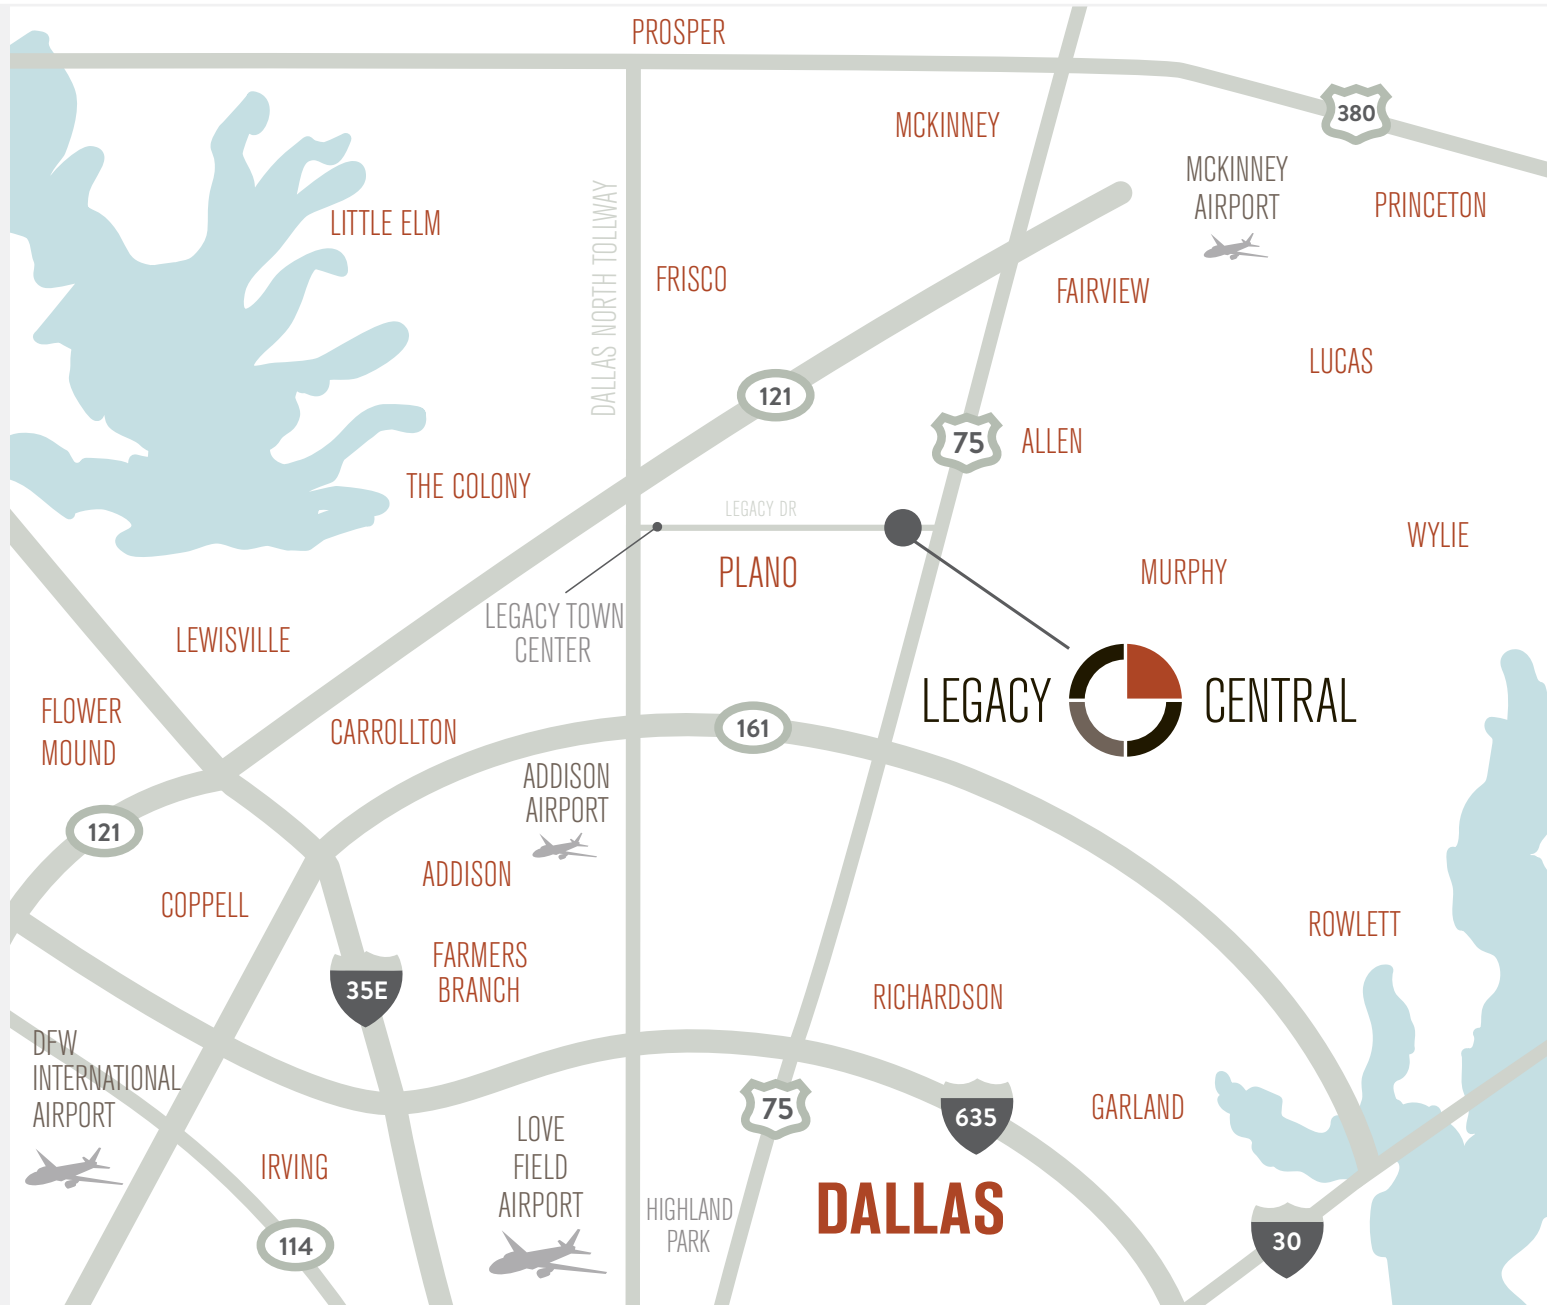 PROSPER
380
MCKINNEY
MCKINNEY
AIRPORT
PRINCETON
LITTLE ELM
DALLAS NORTH TOLLWAY
FRISCO
FAIRVIEW
LUCAS
121
75
ALLEN
THE COLONY
LEGACY DR
WYLIE
PLANO
MURPHY
LEGACY TOWN
CENTER
LEWISVILLE
LEGACY
CENTRAL
FLOWER
MOUND
CARROLLTON
161
ADDISON
AIRPORT
121
ADDISON
COPPELL
ROWLETT
FARMERS
BRANCH
35E
RICHARDSON
DFW
INTERNATIONAL
AIRPORT
75
635
GARLAND
LOVE
FIELD
AIRPORT
IRVING
HIGHLAND
PARK
DALLAS
114
30